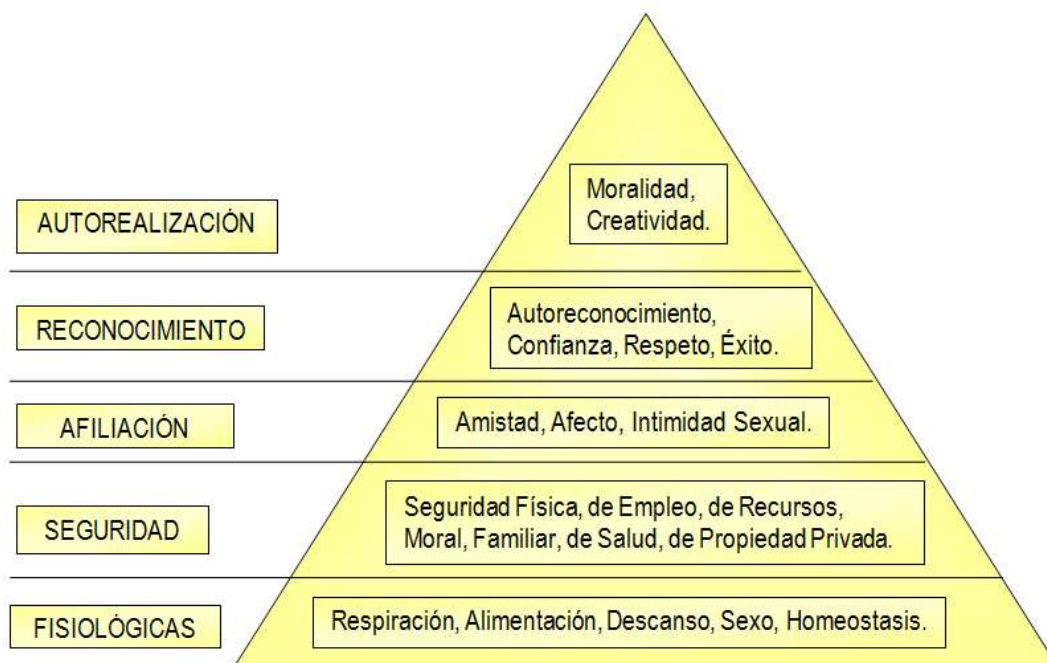 AUTOREALIZACIÓN
Moralidad,
Creatividad.
RECONOCIMIENTO
Autoreconocimiento,
Confianza, Respeto, Éxito.
AFILIACIÓN
Amistad, Afecto, Intimidad Sexual.
SEGURIDAD
Seguridad Física, de Empleo, de Recursos,
Moral, Familiar, de Salud, de Propiedad Privada.
FISIOLÓGICAS
Respiración, Alimentación, Descanso, Sexo, Homeostasis.